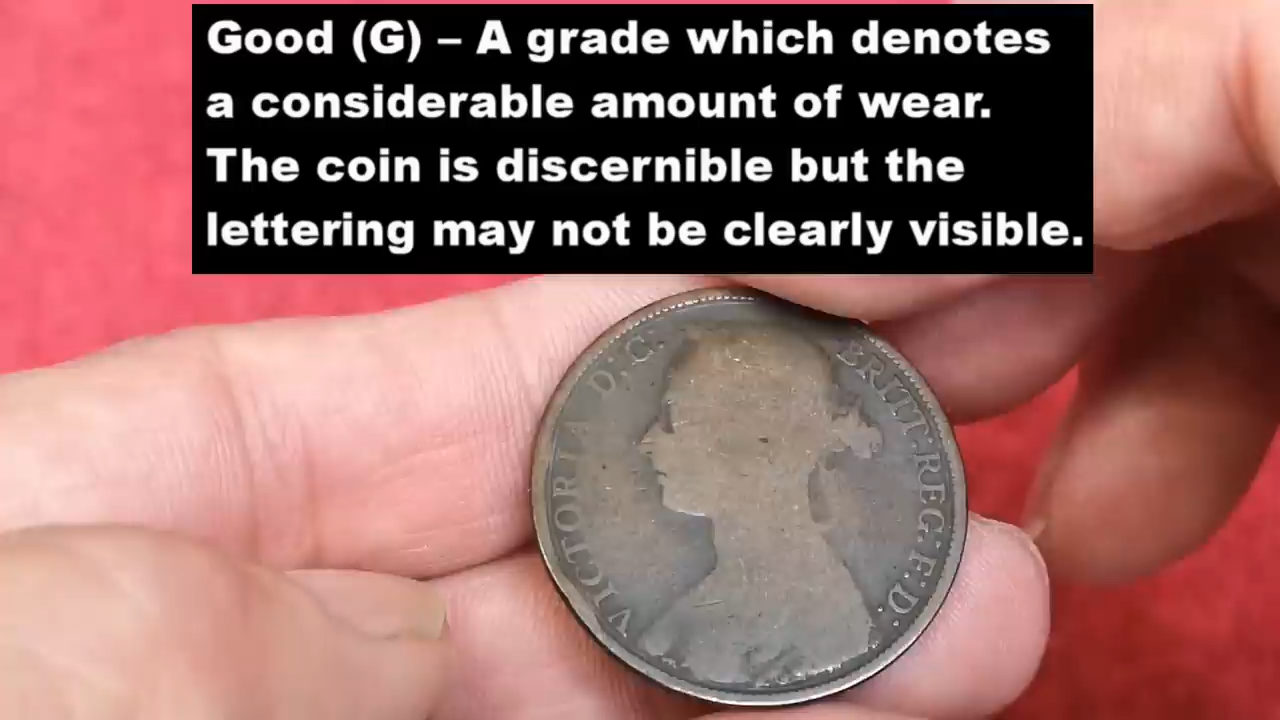 Good (G) – A grade which denotes
a considerable amount of wear.
The coin is discernible but the
lettering may not be clearly visible.
VICTORIA D: G:
BRITT: REG: F: D: